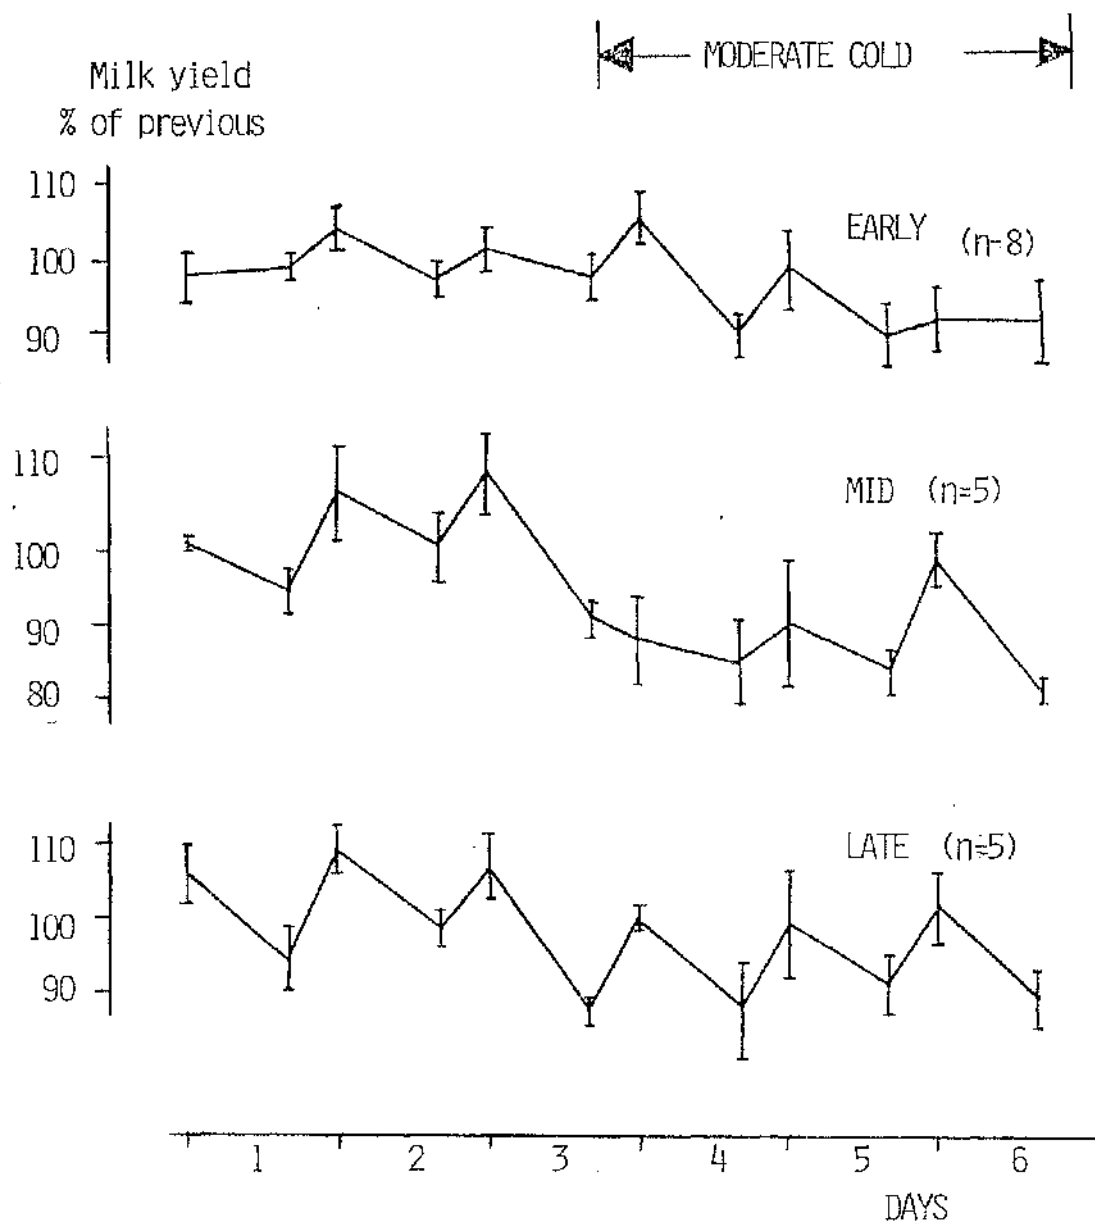 MODERATE COLD
Milk yield
% of previous
110
100
90
EARLY (n-8)
110
100
90
80
MID (n=5)
110
100
90
LATE (n=5)
1 2 3 4 5 6
DAYS